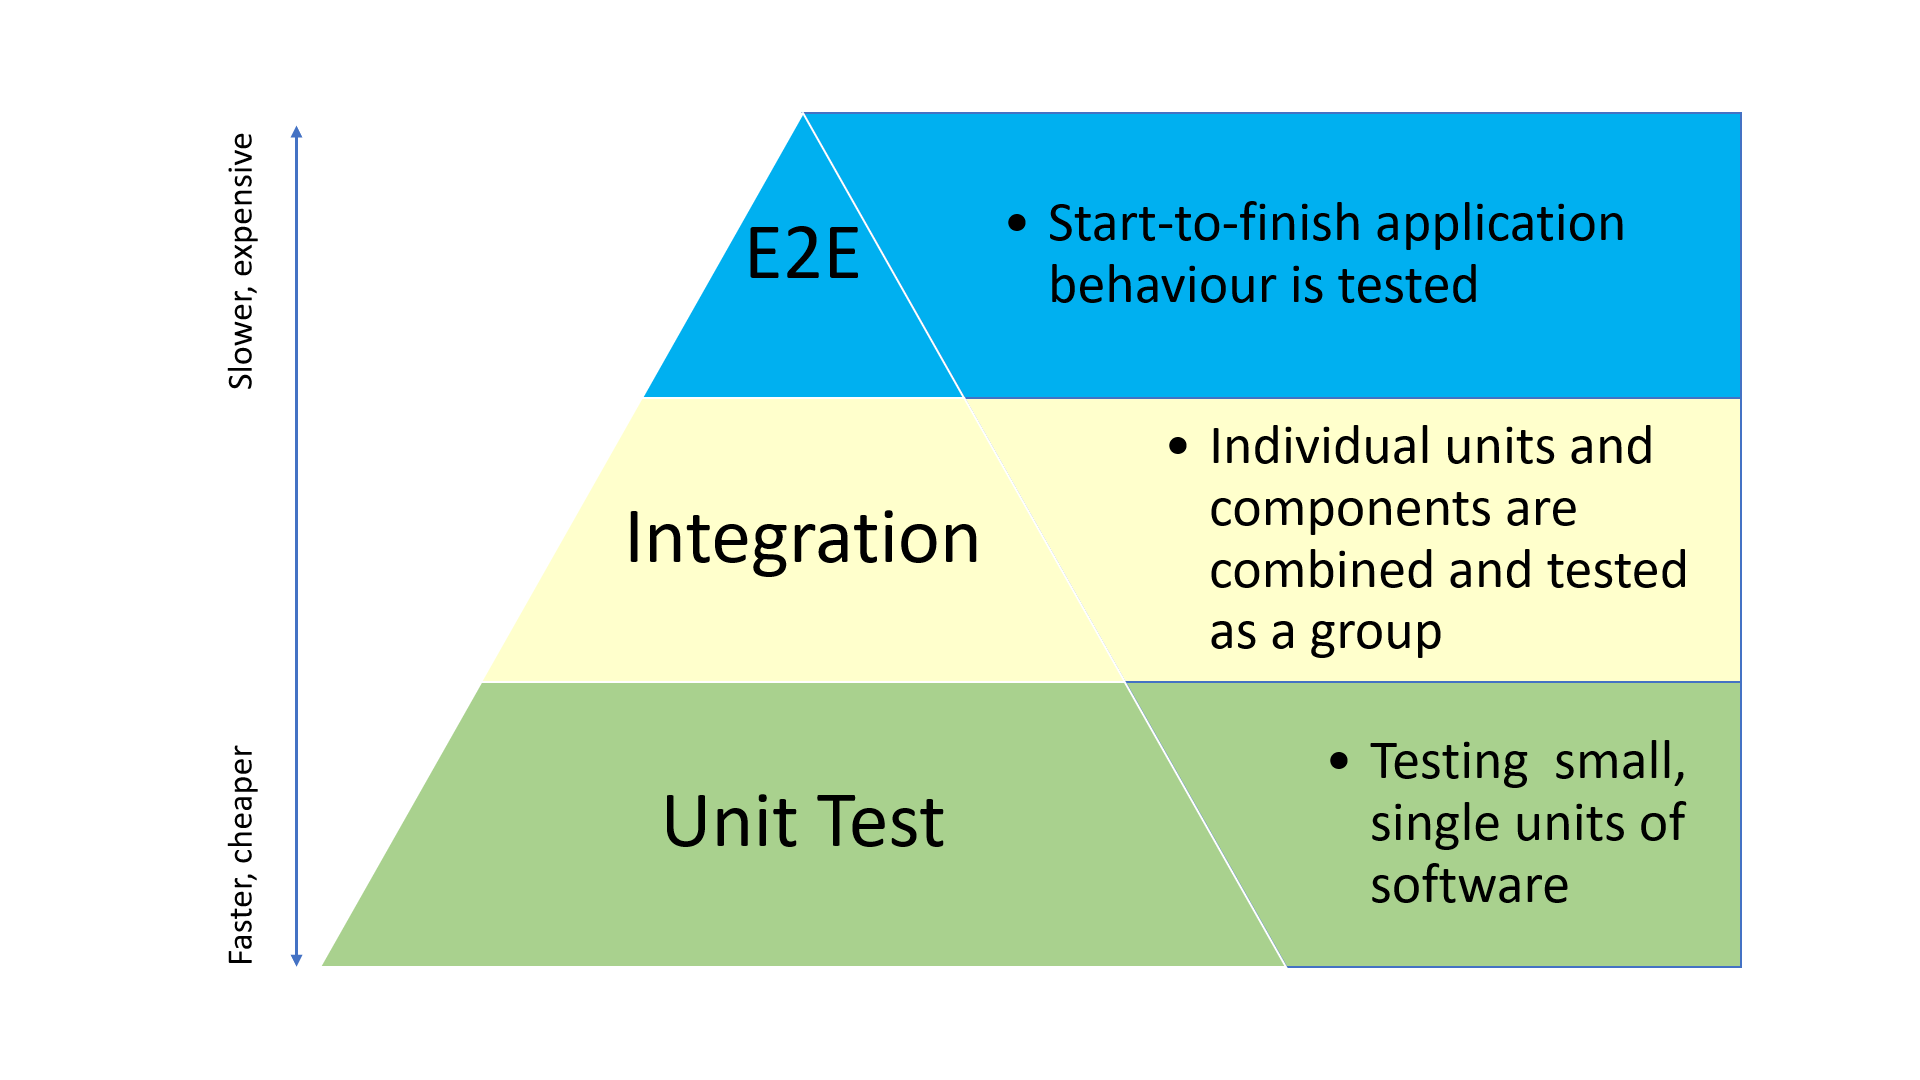 Slower, expensive
Faster, cheaper
E2E
• Start-to-finish application
behaviour is tested
Integration
• Individual units and
components are
combined and tested
as a group
Unit Test
• Testing  small,
single units of
software